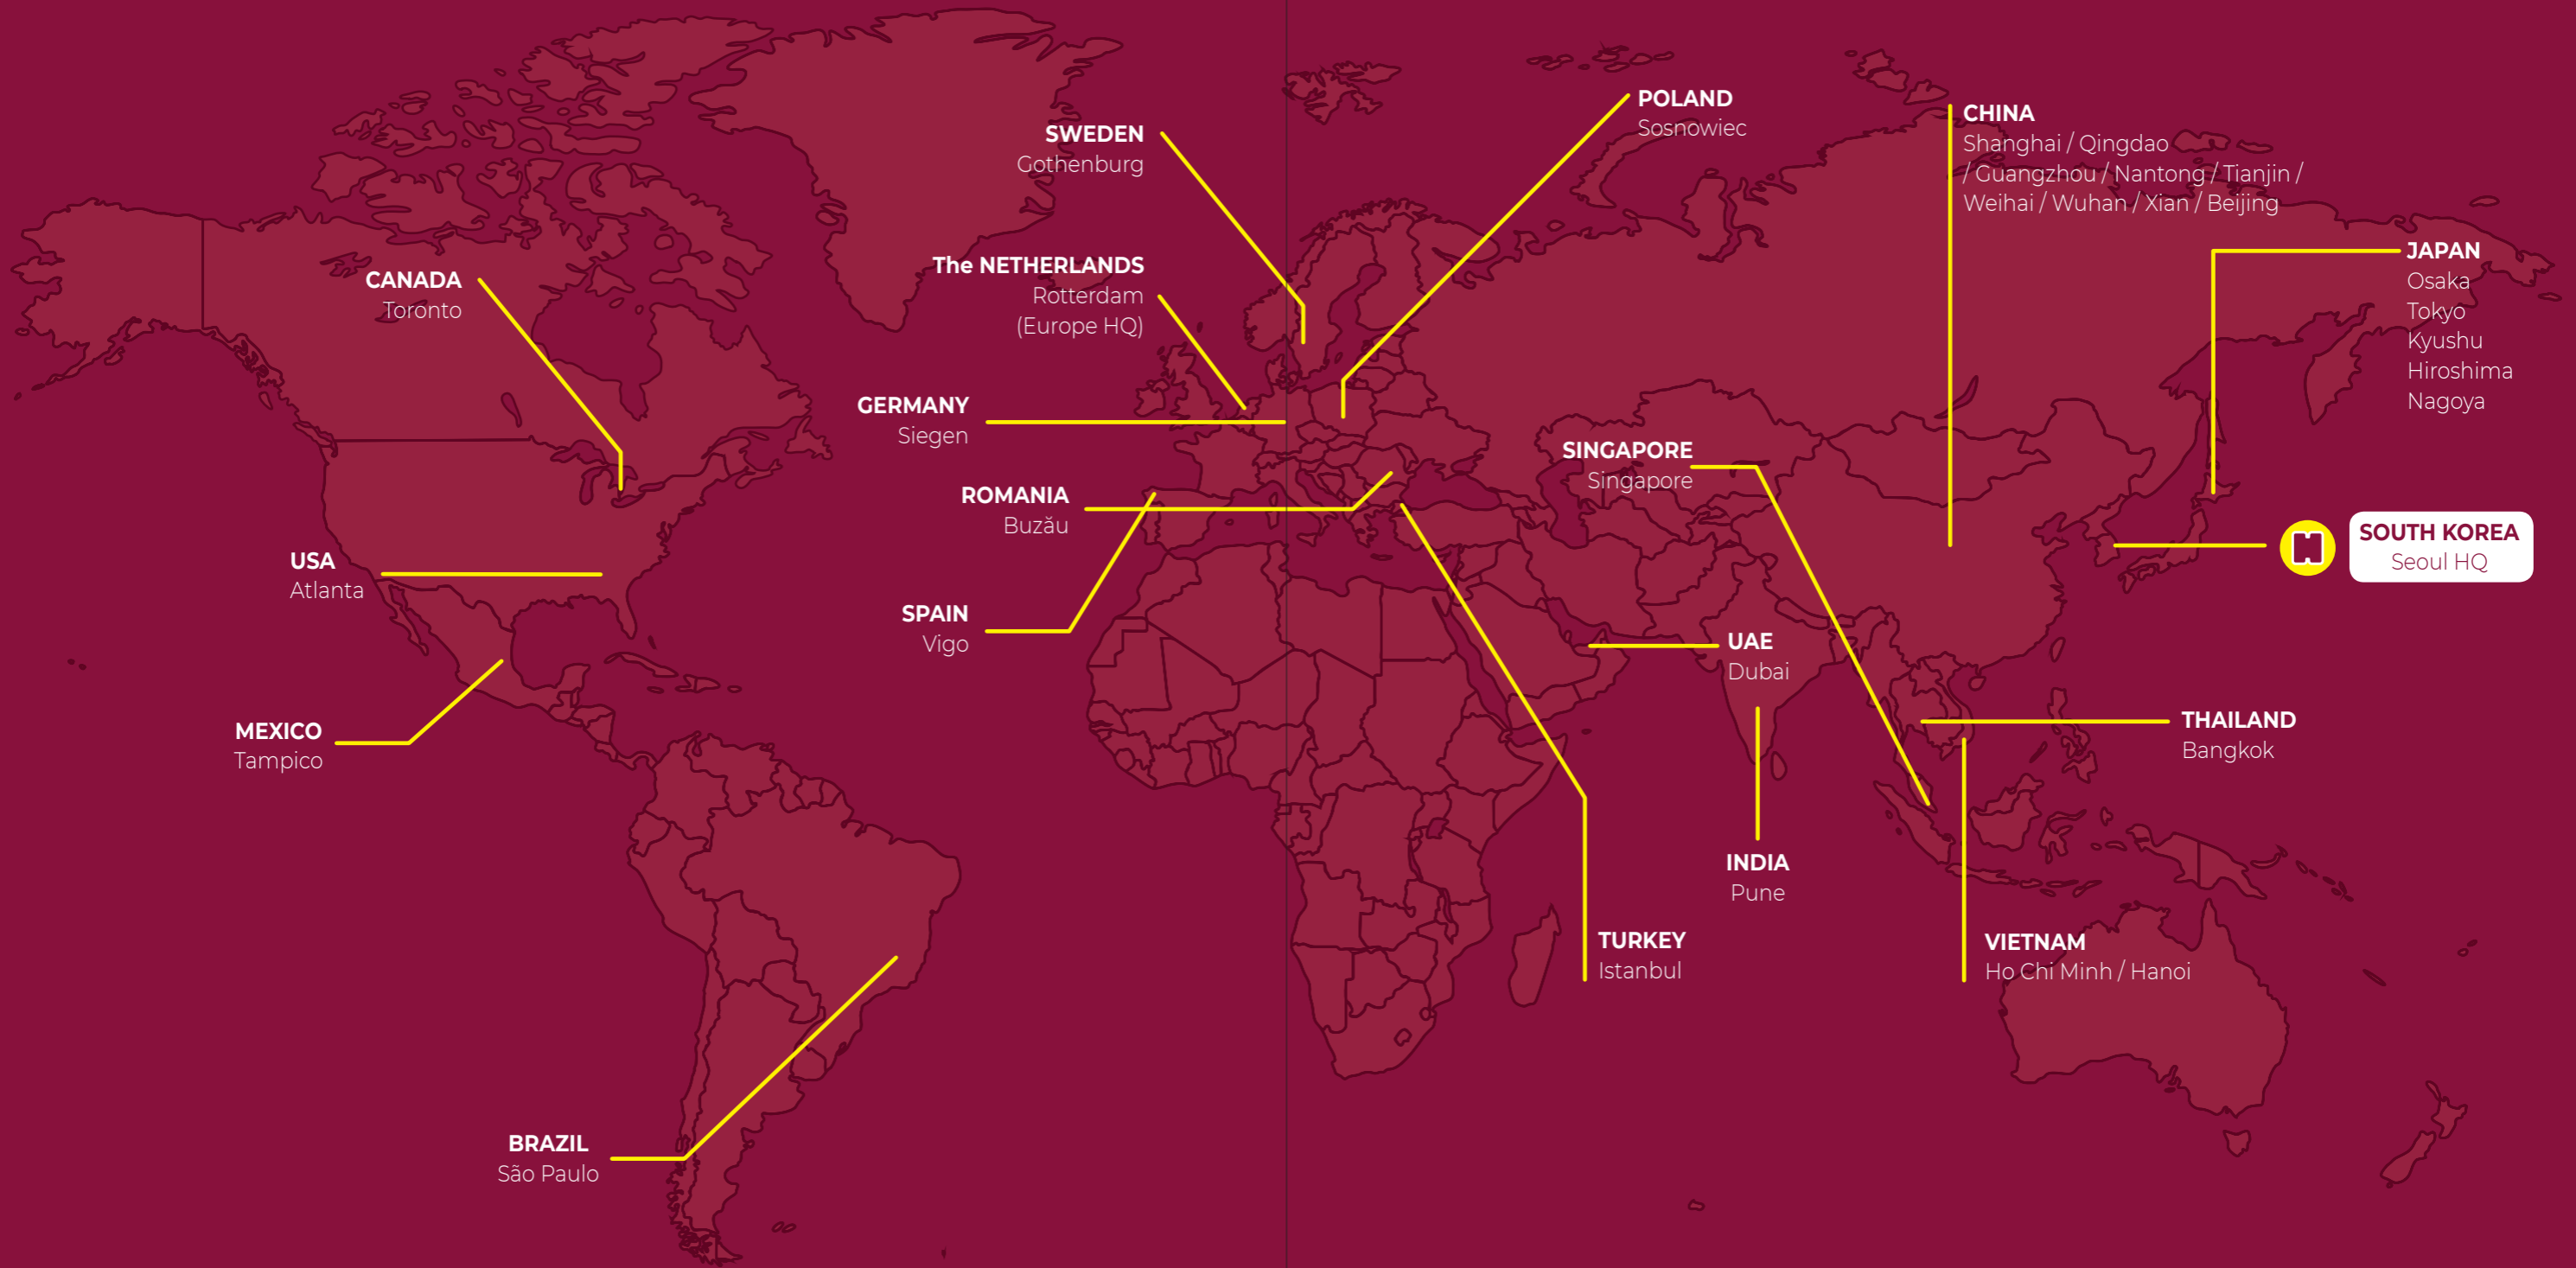 POLAND
Sosnowiec
CHINA
Shanghai / Qingdao
/ Guangzhou / Nantong / Tianjin /
Weihai / Wuhan / Xian / Beijing
SWEDEN
Gothenburg
JAPAN
Osaka
Tokyo
Kyushu
Hiroshima
Nagoya
The NETHERLANDS
Rotterdam
(Europe HQ)
CANADA
Toronto
GERMANY
Siegen
SINGAPORE
Singapore
ROMANIA
Buzău
SOUTH KOREA
Seoul HQ
USA
Atlanta
SPAIN
Vigo
UAE
Dubai
THAILAND
Bangkok
MEXICO
Tampico
INDIA
Pune
TURKEY
Istanbul
VIETNAM
Ho Chi Minh / Hanoi
BRAZIL
São Paulo